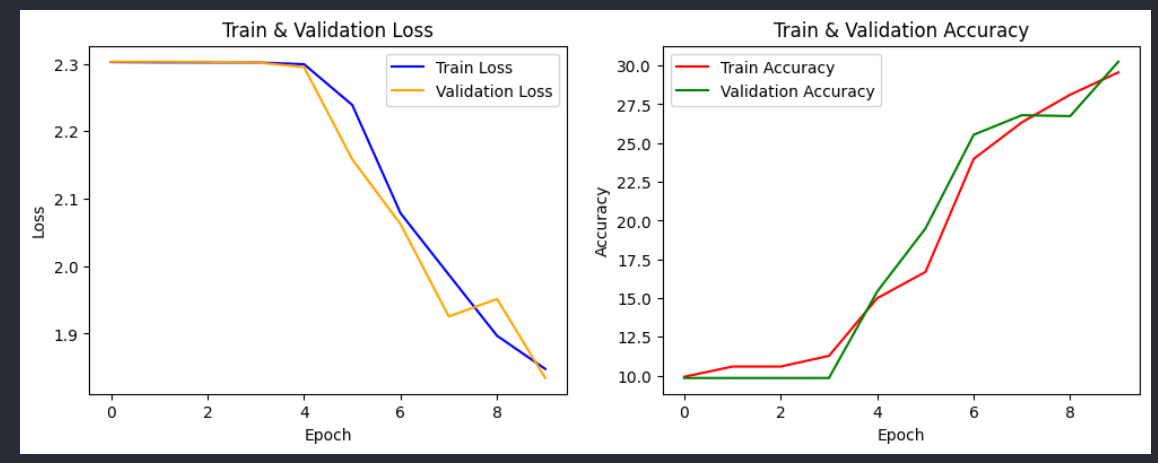 Train & Validation Loss
2.3
2.2
2.1
2.0
1.9
Loss
Train Loss
Validation Loss
0 2 4 6 8
Epoch
Train & Validation Accuracy
30.0
27.5
25.0
22.5
20.0
17.5
15.0
12.5
10.0
Accuracy
Train Accuracy
Validation Accuracy
0 2 4 6 8
Epoch